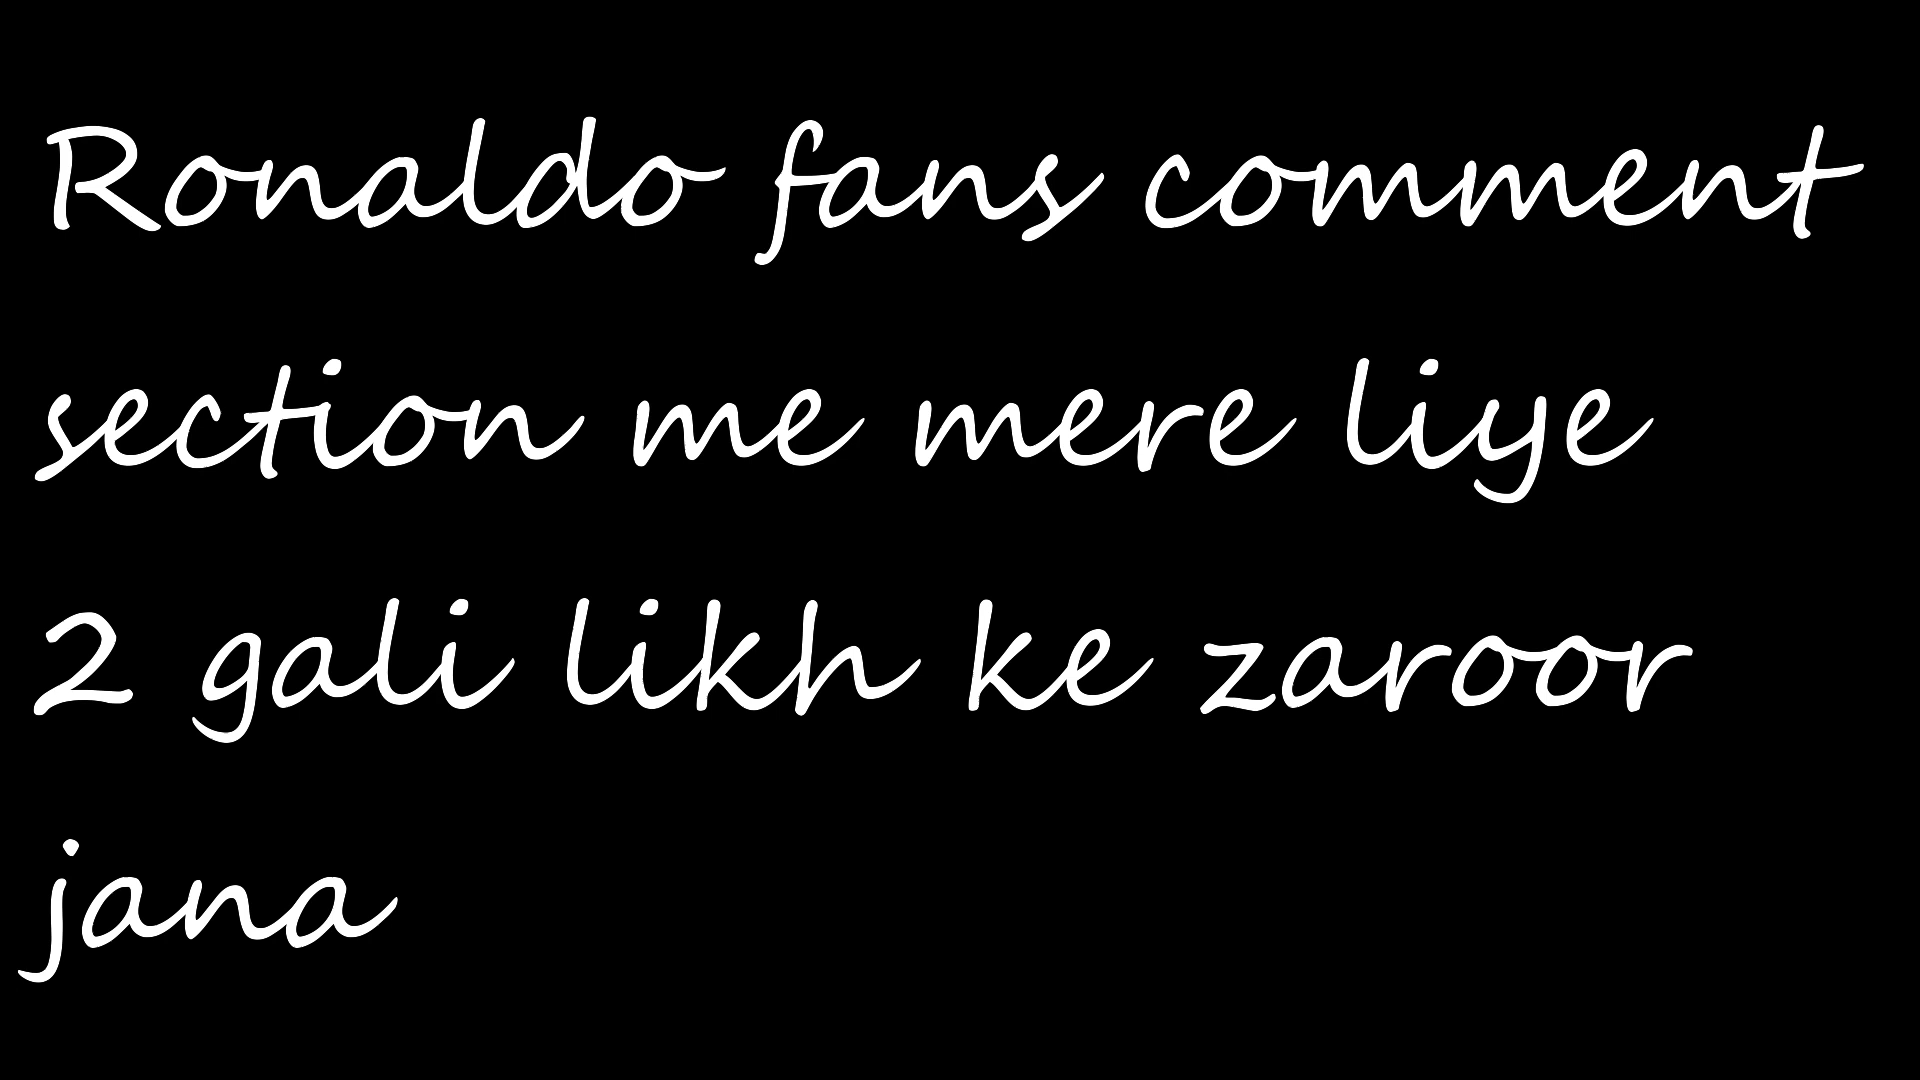 Ronaldo fans comment
section me mere liye
2 gali likh ke zaroor
jana